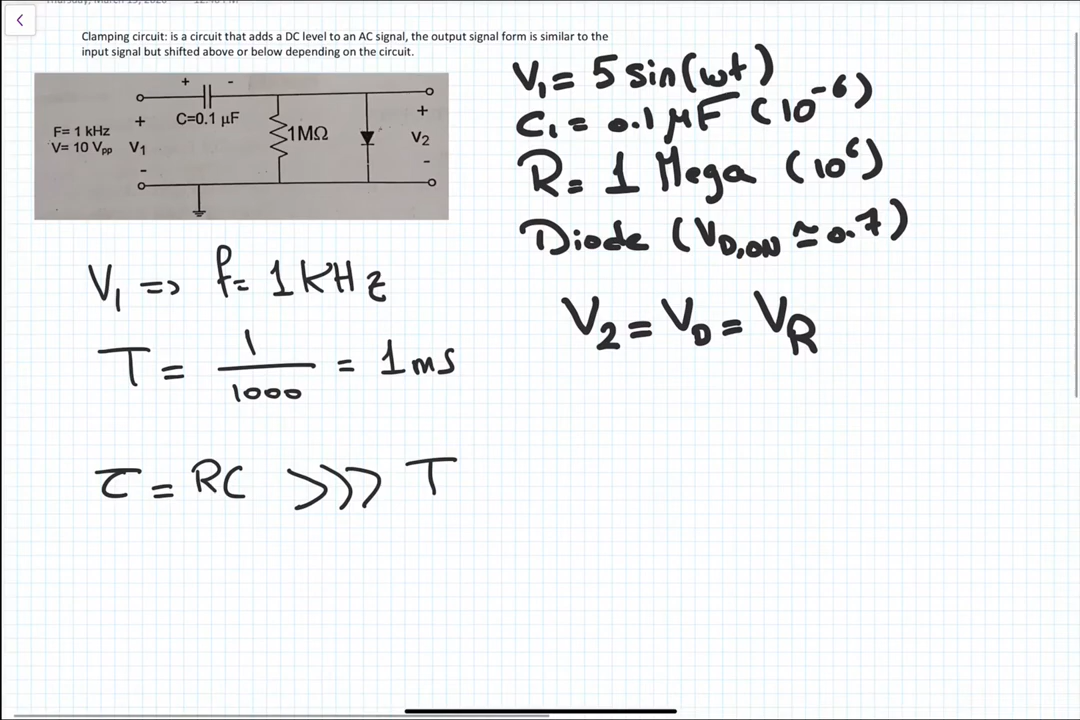 Clamping circuit: is a circuit that adds a DC level to an AC signal, the output signal form is similar to the
input signal but shifted above or below depending on the circuit.
+ -
C=0.1 μF
F= 1 kHz
V= 10 Vpp
+
V1
-
1MΩ
+
V2
-
V1 = 5 sin(wt)
C1 = 0.1 μF (10^-6)
R= 1 Mega (10^6)
Diode (VD,ON ≃ 0.7)
V1 => f= 1 KHz
V2 = VD = VR
T = 1/1000 = 1ms
τ = RC >>> T